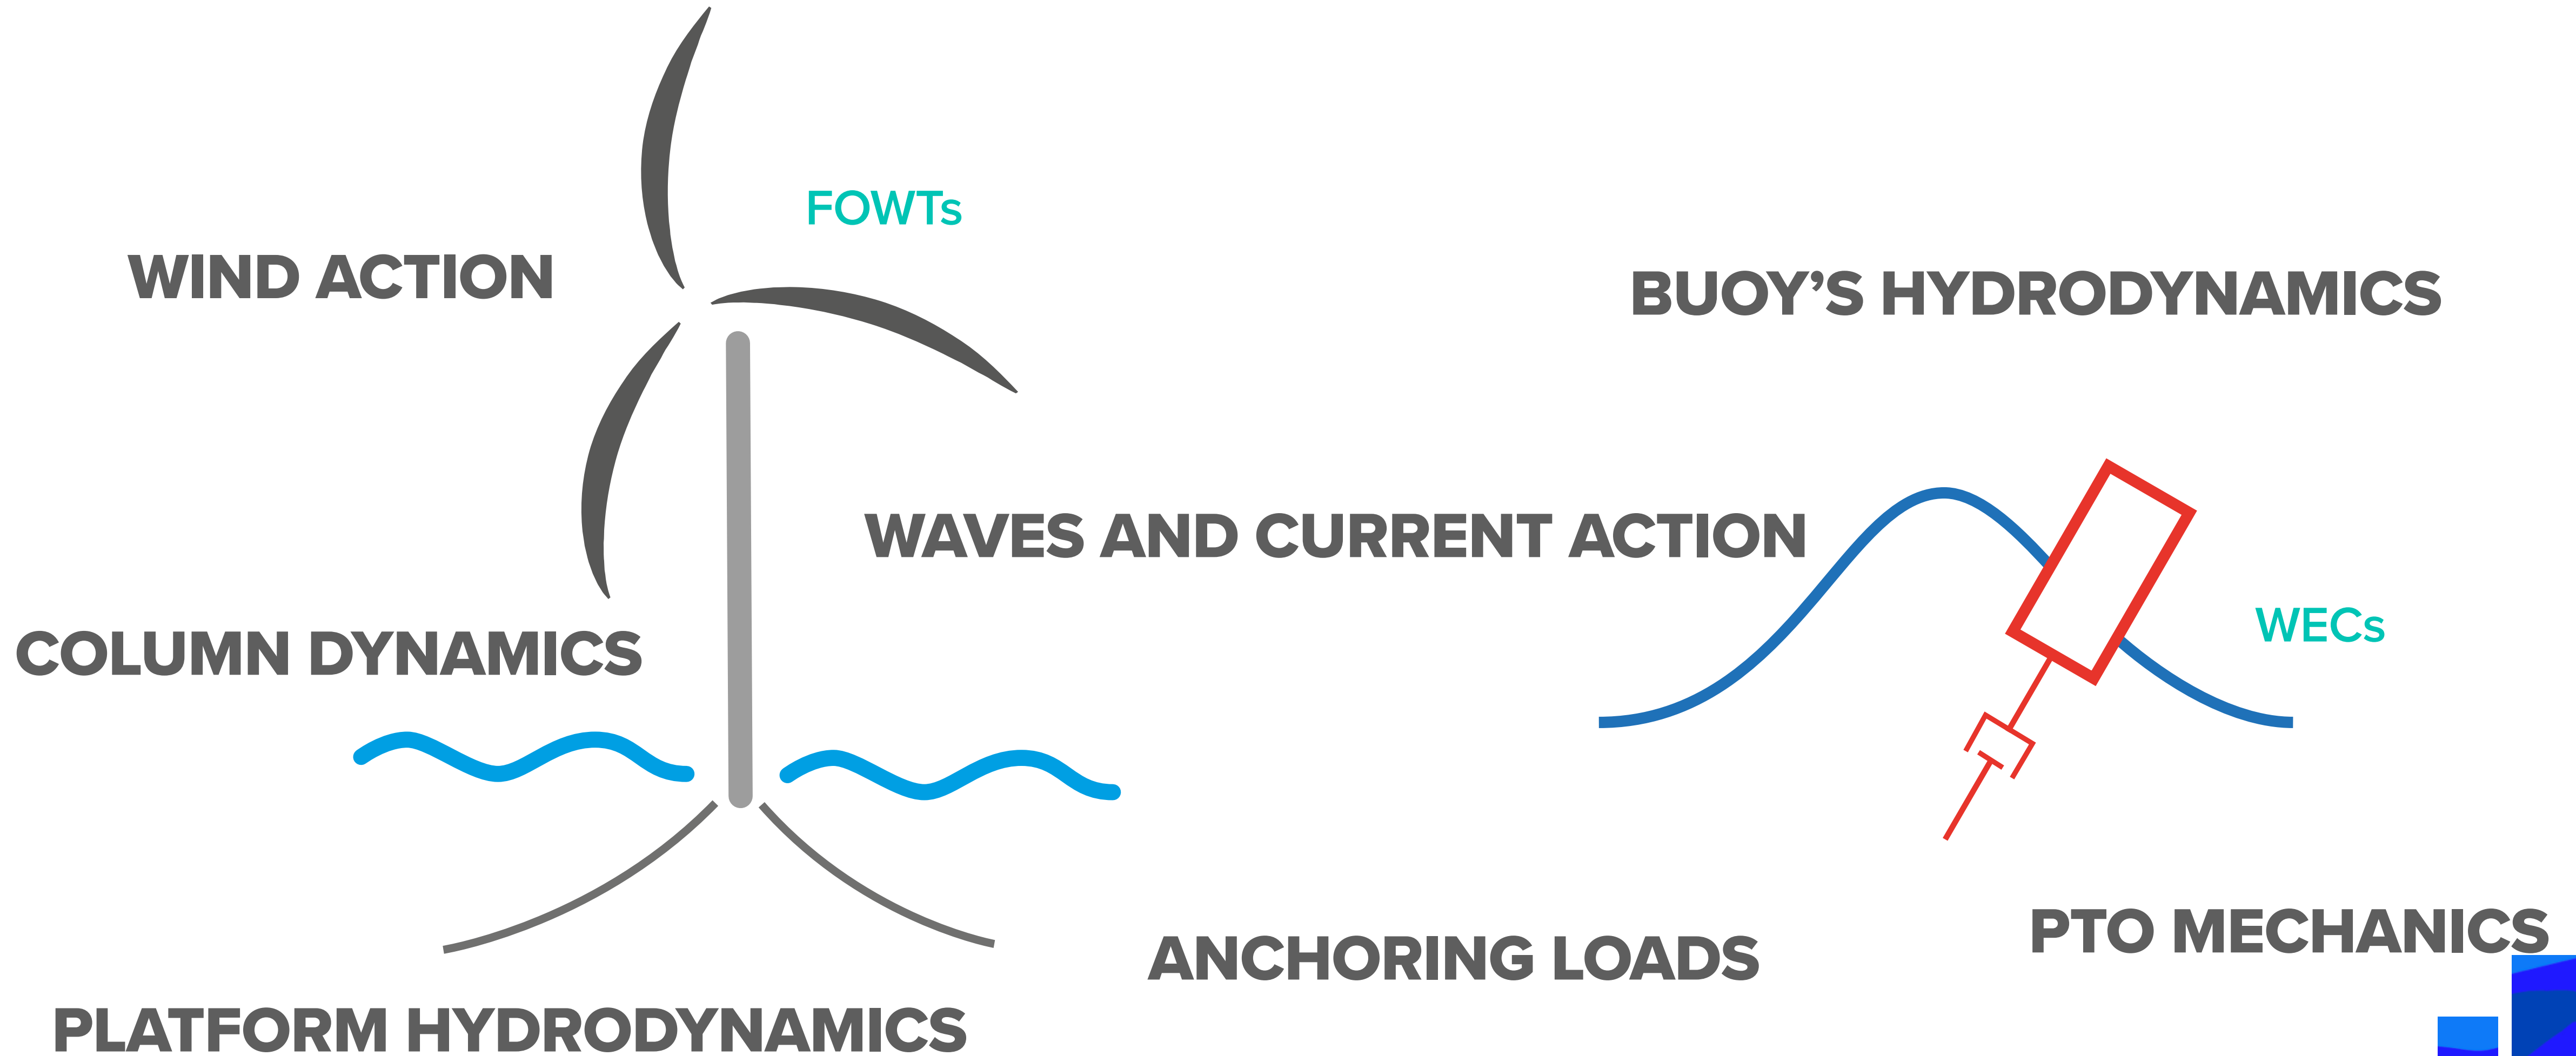 FOWTs
WIND ACTION
BUOY’S HYDRODYNAMICS
WAVES AND CURRENT ACTION
WECs
COLUMN DYNAMICS
PTO MECHANICS
ANCHORING LOADS
PLATFORM HYDRODYNAMICS